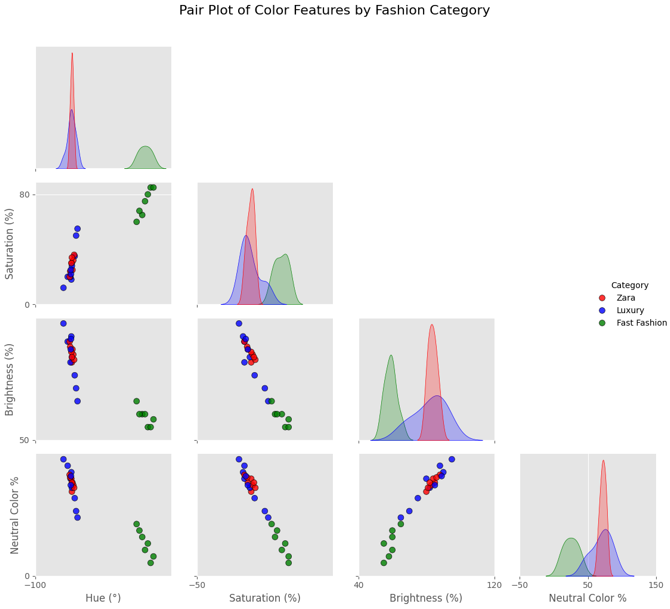 Pair Plot of Color Features by Fashion Category
80
Saturation (%)
0
Category
Zara
Luxury
Fast Fashion
Brightness (%)
50
Neutral Color %
0
−100
−50
40
120
−50
50
150
Hue (°)
Saturation (%)
Brightness (%)
Neutral Color %